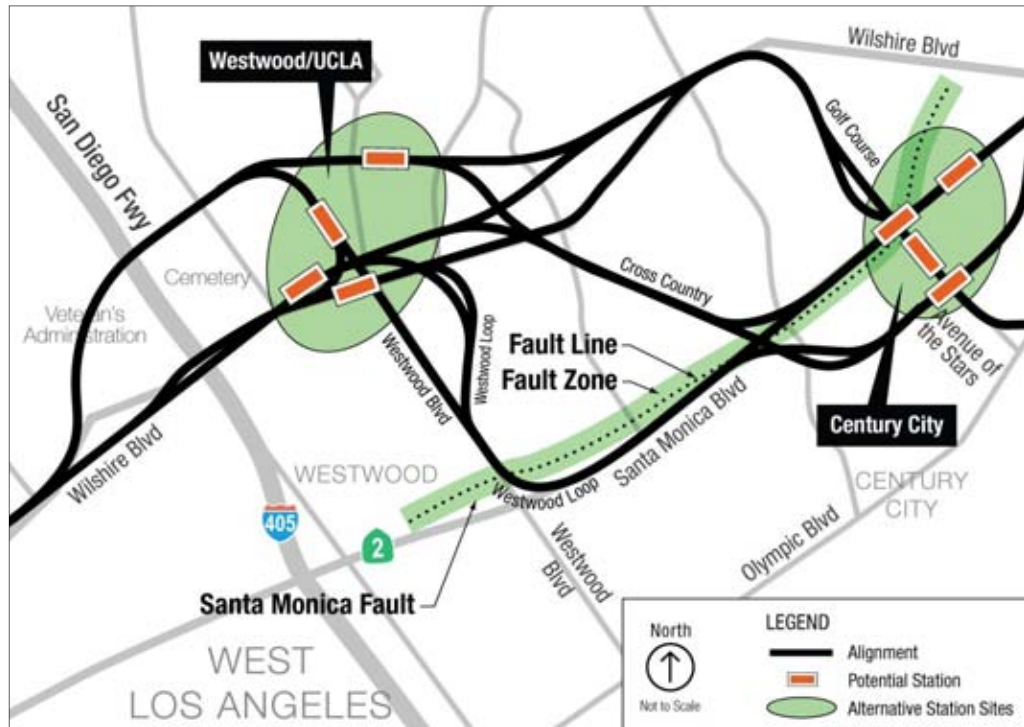 Wilshire Blvd
Westwood/UCLA
San Diego Fwy
Golf Course
Cemetery
Veteran's
Administration
Cross Country
Fault Line
Fault Zone
Westwood Loop
Westwood Blvd
Avenue of
the Stars
Santa Monica Blvd
Century City
Wilshire Blvd
WESTWOOD
Westwood Loop
CENTURY
CITY
405
2
Westwood
Blvd
Olympic Blvd
Santa Monica Fault
WEST
LOS ANGELES
North
Not to Scale
LEGEND
Alignment
Potential Station
Alternative Station Sites